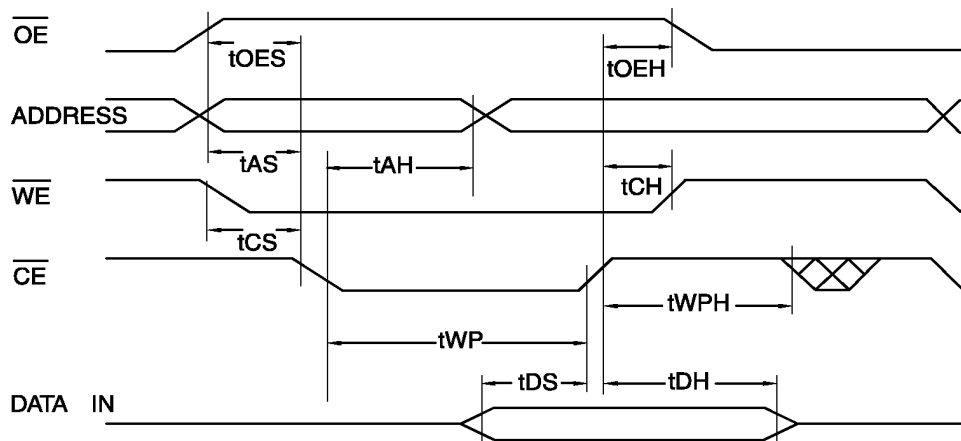 OE
tOES
tOEH
ADDRESS
tAS
tAH
tCH
WE
tCS
CE
tWPH
tWP
tDS
tDH
DATA IN